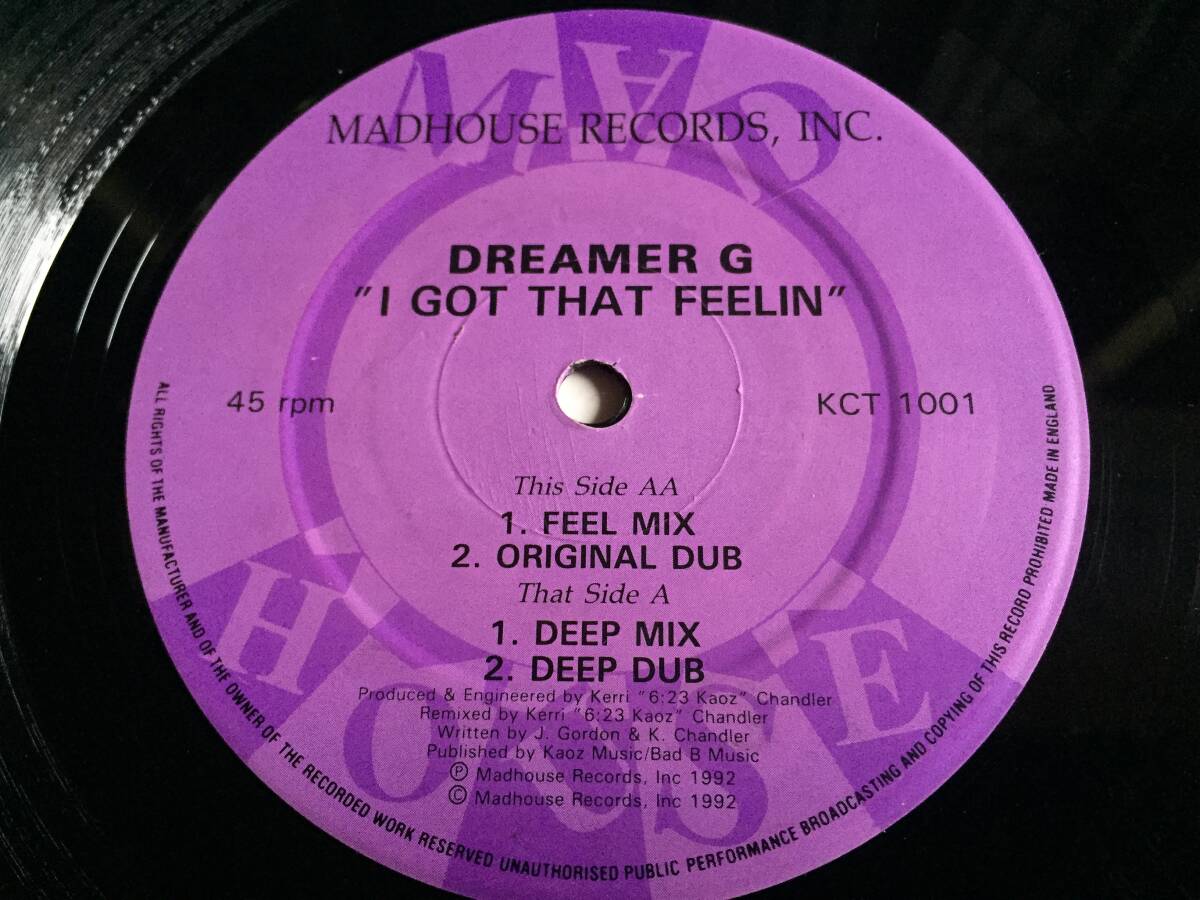 MAD
MADHOUSE RECORDS, INC.
DREAMER G
"I GOT THAT FEELIN"
45 rpm
KCT 1001
This Side AA
1. FEEL MIX
2. ORIGINAL DUB
That Side A
1. DEEP MIX
2. DEEP DUB
Produced & Engineered by Kerri "6:23 Kaoz" Chandler
Remixed by Kerri "6:23 Kaoz" Chandler
Written by J. Gordon & K. Chandler
Published by Kaoz Music/Bad B Music
Ⓟ Madhouse Records, Inc 1992
© Madhouse Records, Inc 1992
HOUSE
ALL RIGHTS OF THE MANUFACTURER AND OF THE OWNER OF THE RECORDED WORK RESERVED UNAUTHORISED PUBLIC PERFORMANCE BROADCASTING AND COPYING OF THIS RECORD PROHIBITED MADE IN ENGLAND